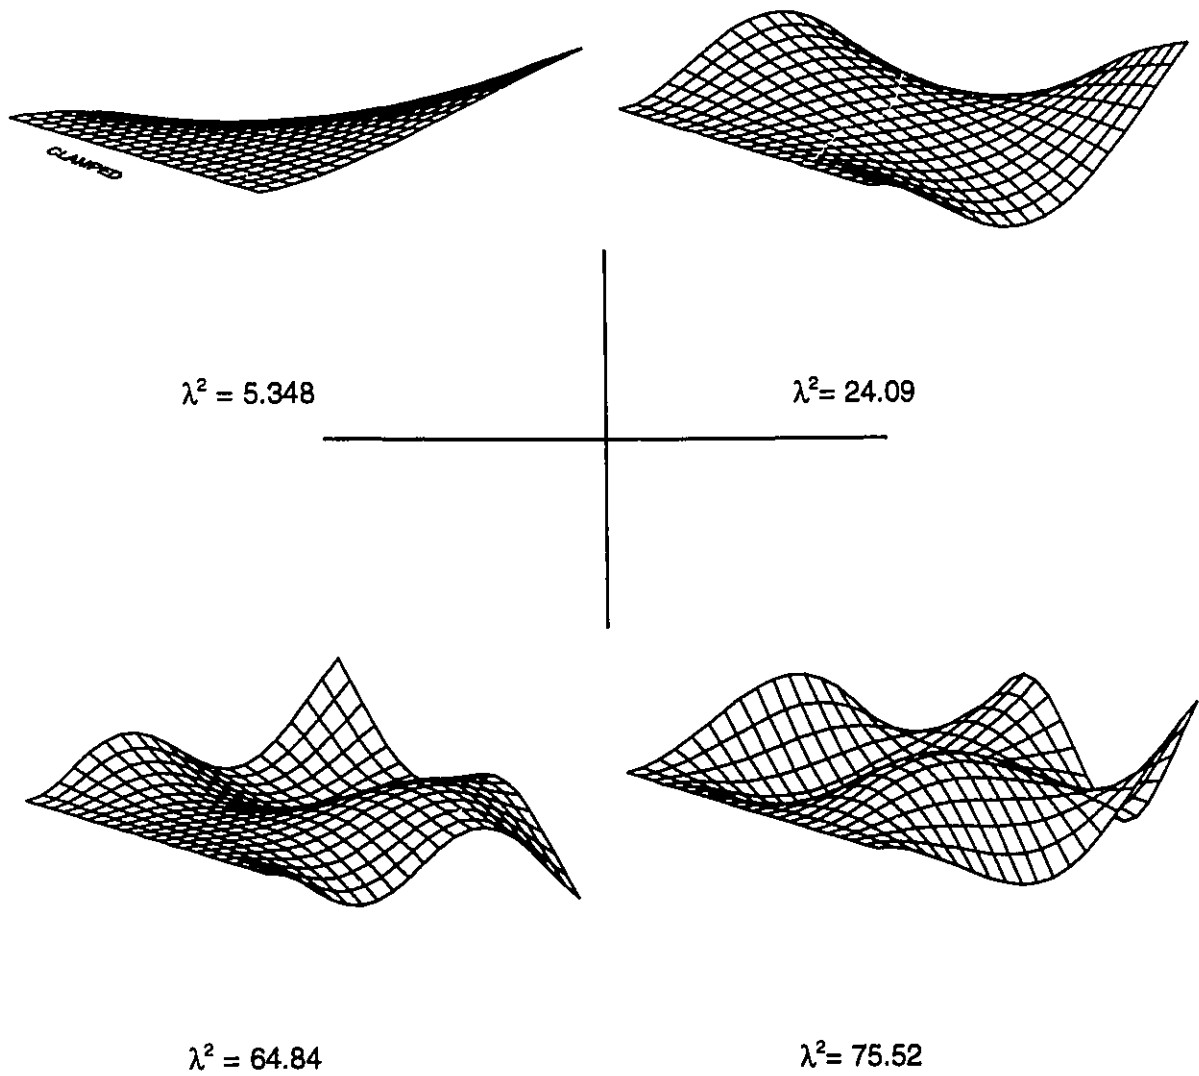 CLAMPED
λ² = 5.348
λ²= 24.09
λ² = 64.84
λ²= 75.52